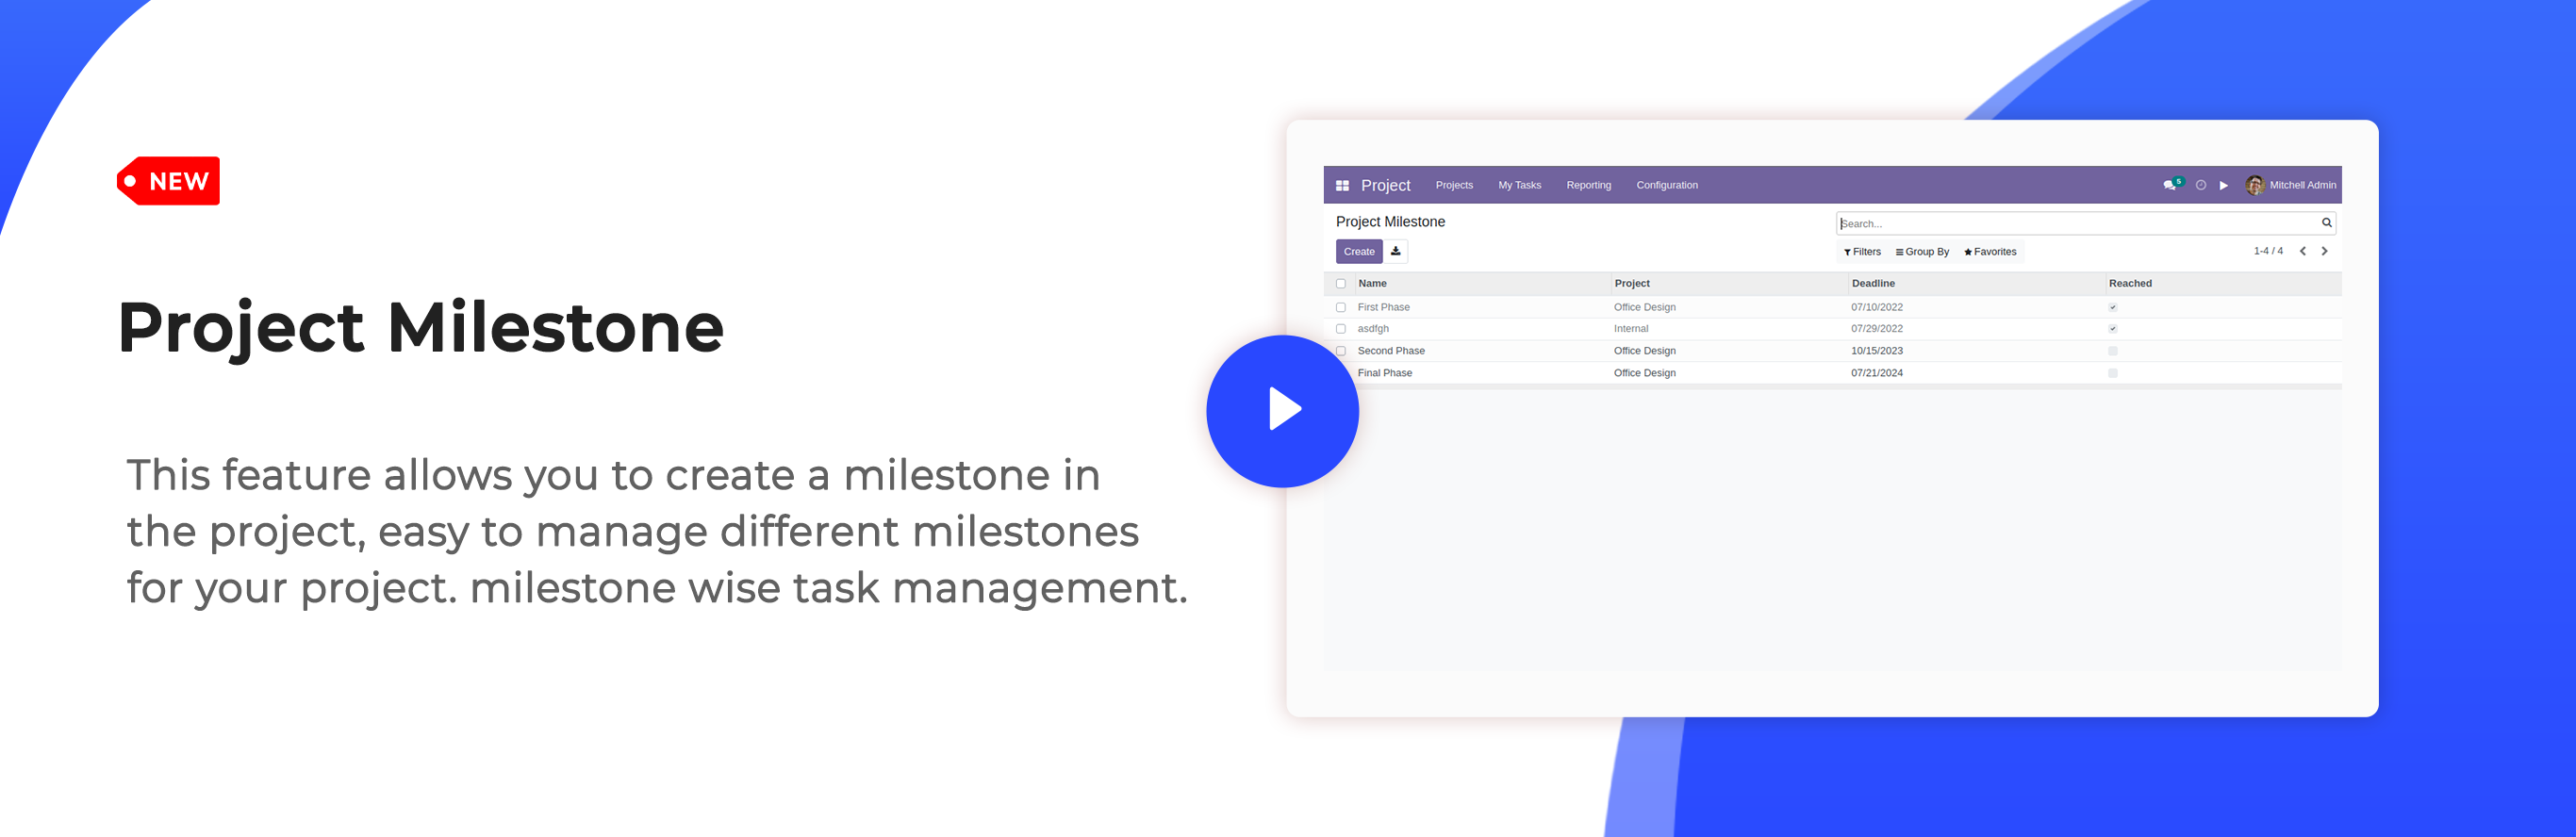 NEW
Project Milestone
This feature allows you to create a milestone in
the project, easy to manage different milestones
for your project. milestone wise task management.
Project Projects My Tasks Reporting Configuration 5 Mitchell Admin
Project Milestone Search...
Create Filters Group By Favorites 1-4 / 4
Name Project Deadline Reached
First Phase Office Design 07/10/2022
asdfgh Internal 07/29/2022
Second Phase Office Design 10/15/2023
Final Phase Office Design 07/21/2024